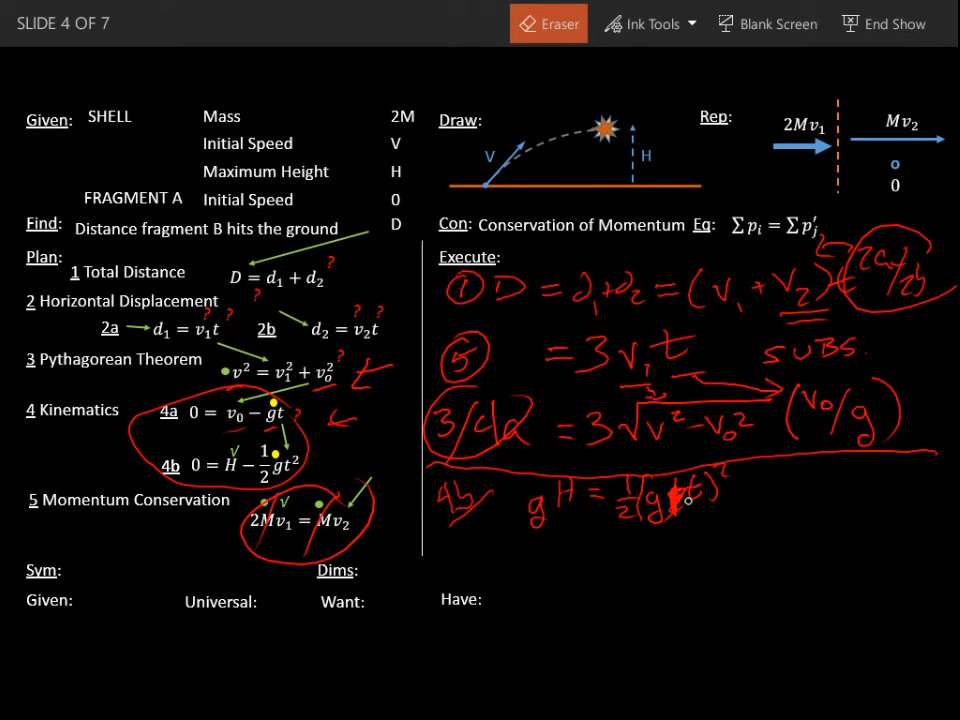 SLIDE 4 OF 7
Eraser Ink Tools Blank Screen End Show
Given: SHELL Mass 2M
Initial Speed V
Maximum Height H
FRAGMENT A Initial Speed 0
Find: Distance fragment B hits the ground D
Plan: 1 Total Distance D = d₁ + d₂ ?
2 Horizontal Displacement ?
2a d₁ = v₁t ? ? 2b d₂ = v₂t ? ?
3 Pythagorean Theorem v² = v₁² + v₀² ? t
4 Kinematics 4a 0 = v₀ − gt ?
4b 0 = H − 1/2 gt² √
5 Momentum Conservation √
2Mv₁ = Mv₂
Sym: Dims:
Given: Universal: Want: Have:
Draw: V H
Rep: 2Mv₁ Mv₂
0
Con: Conservation of Momentum Eq: ∑pᵢ = ∑p′ⱼ
Execute:
① D = d₁+d₂ = (v₁ + v₂)t 2a/2b
⑤ = 3v₁t SUBS.
3/4a = 3√v² − v₀² (v₀/g)
4b gH = 1/2(gt)²